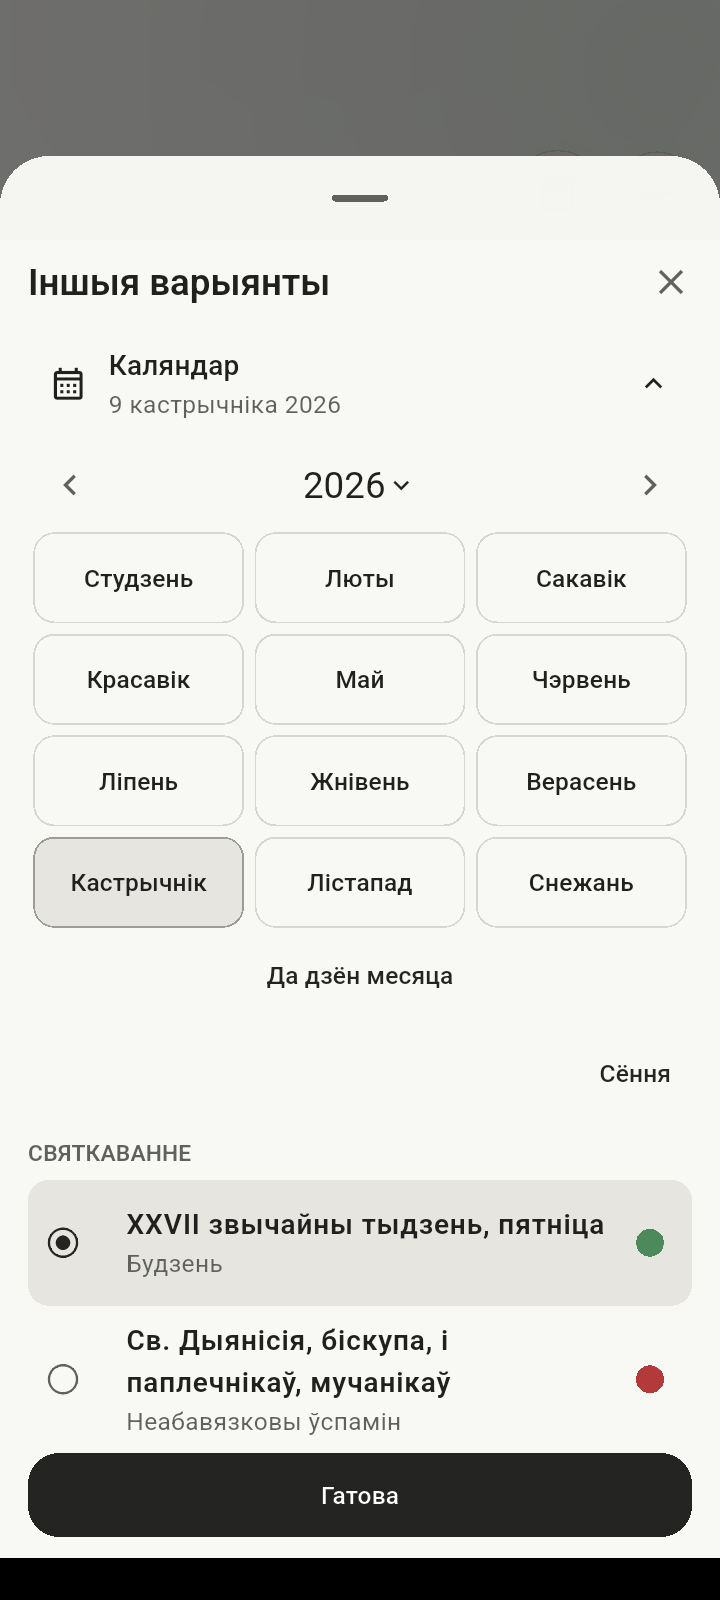 Іншыя варыянты
Каляндар
9 кастрычніка 2026
2026
Студзень
Люты
Сакавік
Красавік
Май
Чэрвень
Ліпень
Жнівень
Верасень
Кастрычнік
Лістапад
Снежань
Да дзён месяца
Сёння
СВЯТКАВАННЕ
XXVII звычайны тыдзень, пятніца
Будзень
Св. Дыянісія, біскупа, і
паплечнікаў, мучанікаў
Неабавязковы ўспамін
Гатова